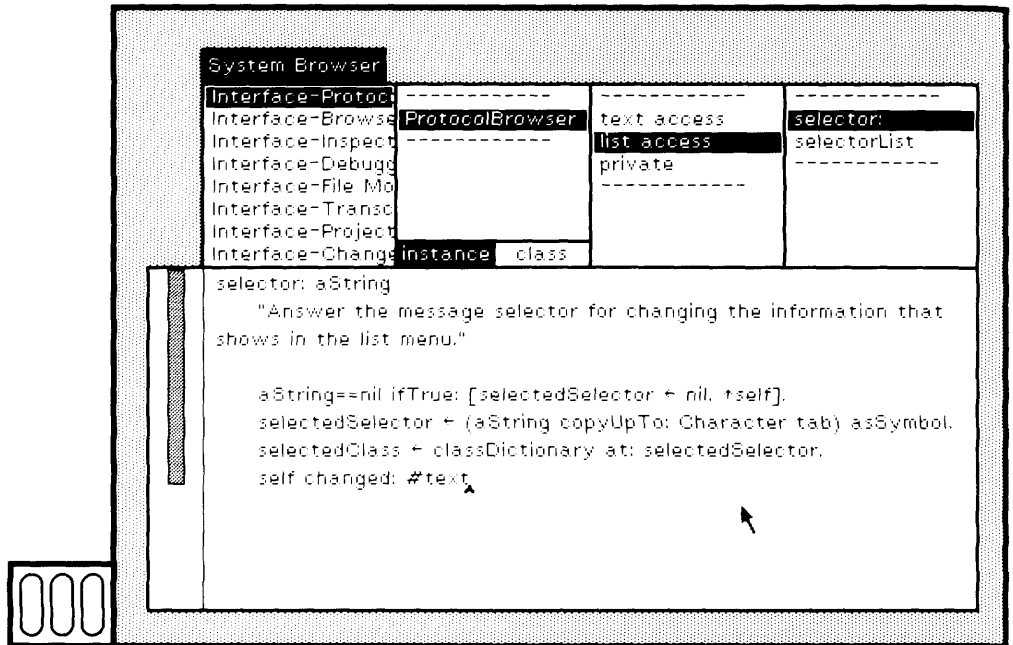 System Browser
Interface-Protoc
Interface-Browse
Interface-Inspect
Interface-Debugg
Interface-File Mo
Interface-Transc
Interface-Project
Interface-Change
------------
ProtocolBrowser
------------
instance class
------------
text access
list access
private
------------
------------
selector:
selectorList
------------
selector: aString
"Answer the message selector for changing the information that
shows in the list menu."
aString==nil ifTrue: [selectedSelector ← nil. ↑self].
selectedSelector ← (aString copyUpTo: Character tab) asSymbol.
selectedClass ← classDictionary at: selectedSelector.
self changed: #text